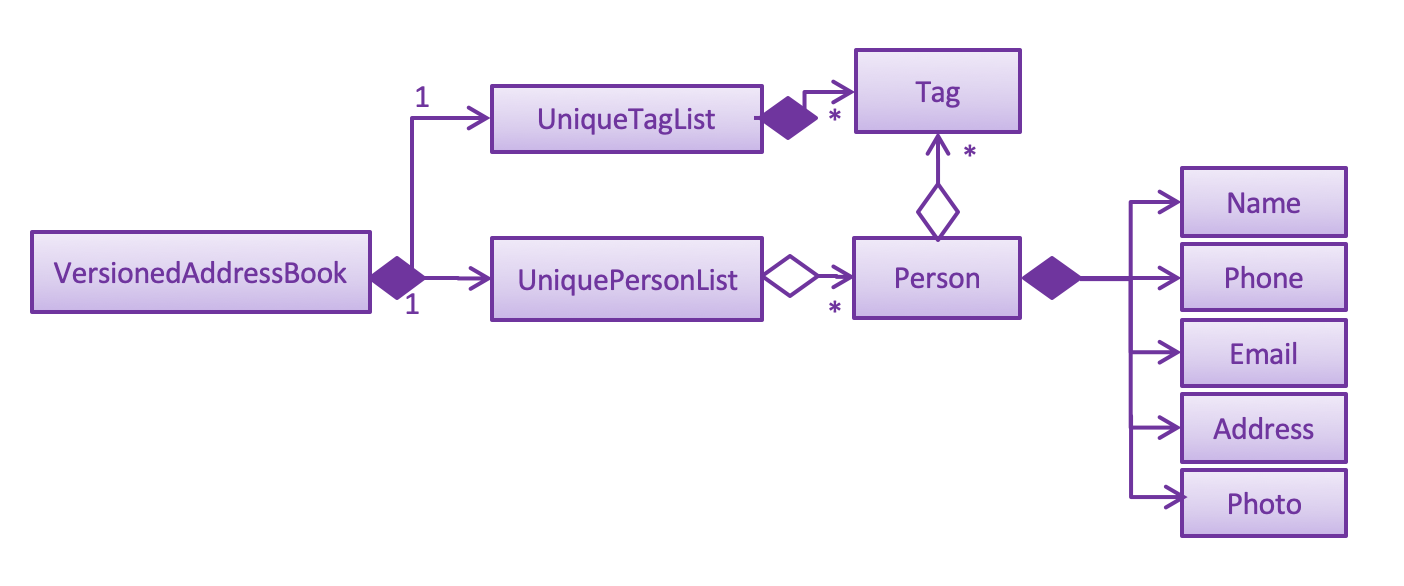 1
UniqueTagList
*
Tag
*
VersionedAddressBook
1
UniquePersonList
*
Person
Name
Phone
Email
Address
Photo